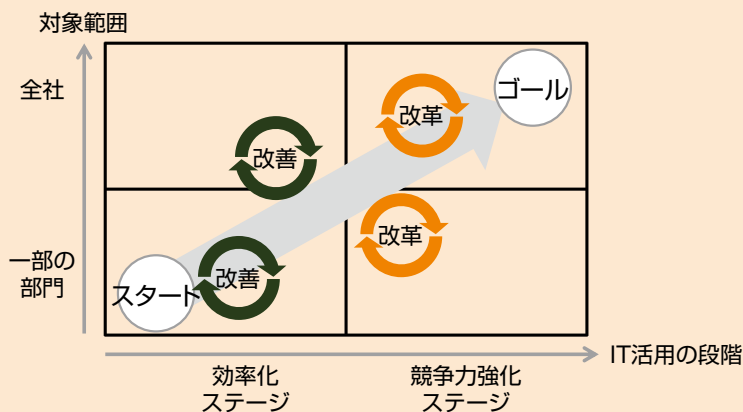 対象範囲
全社
ゴール
改革
改善
改革
一部の
部門
改善
スタート
IT活用の段階
効率化
ステージ
競争力強化
ステージ